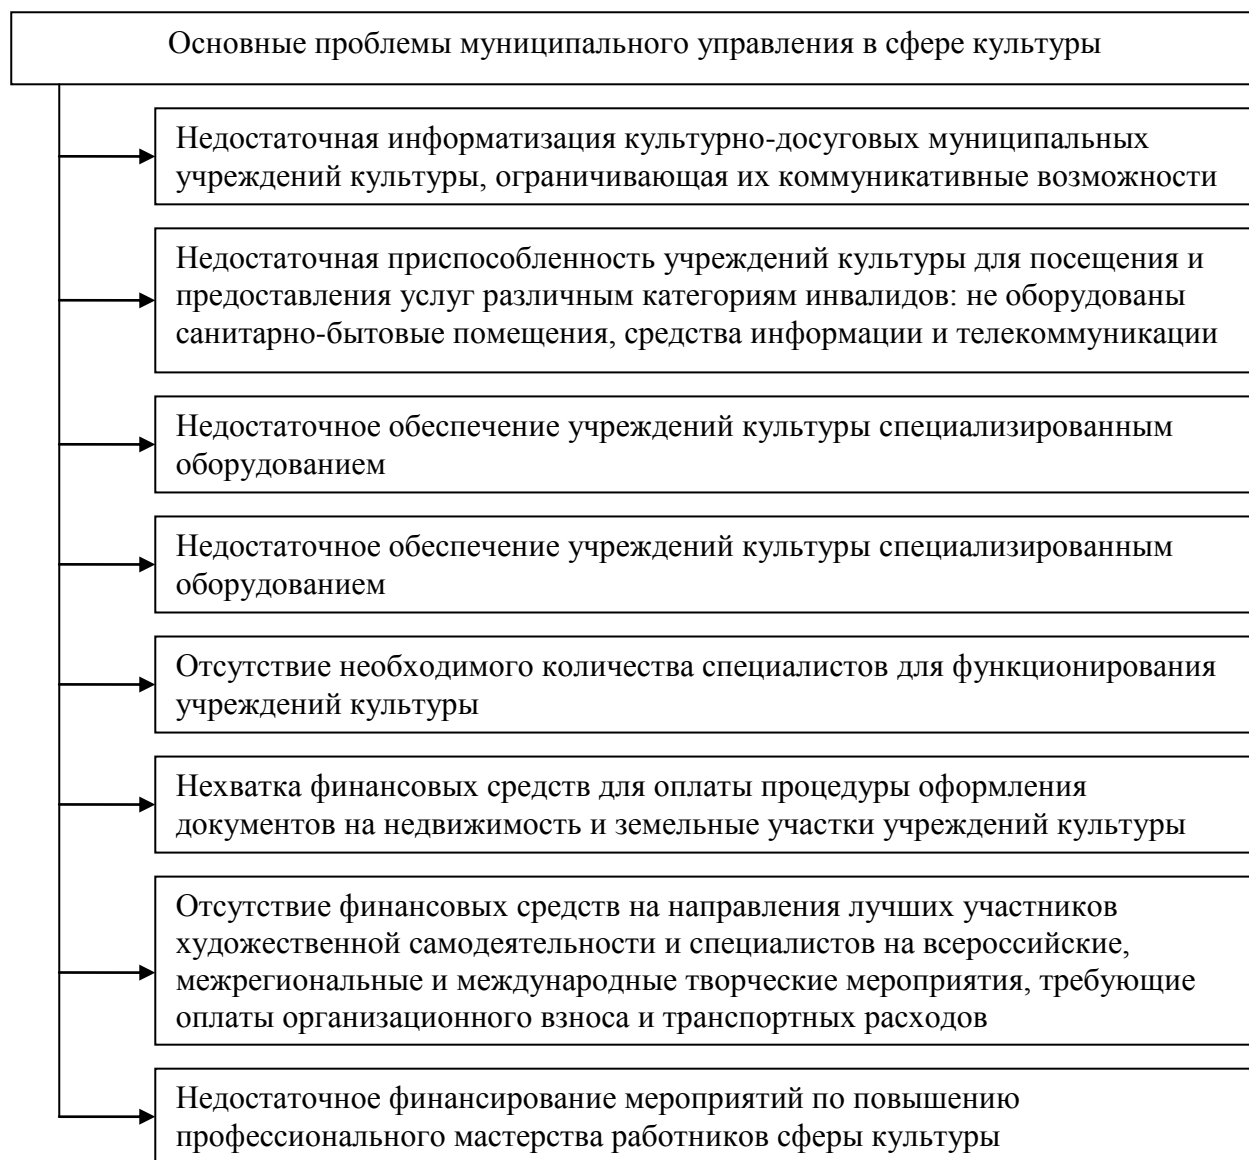 Основные проблемы муниципального управления в сфере культуры
Недостаточная информатизация культурно-досуговых муниципальных
учреждений культуры, ограничивающая их коммуникативные возможности
Недостаточная приспособленность учреждений культуры для посещения и
предоставления услуг различным категориям инвалидов: не оборудованы
санитарно-бытовые помещения, средства информации и телекоммуникации
Недостаточное обеспечение учреждений культуры специализированным
оборудованием
Недостаточное обеспечение учреждений культуры специализированным
оборудованием
Отсутствие необходимого количества специалистов для функционирования
учреждений культуры
Нехватка финансовых средств для оплаты процедуры оформления
документов на недвижимость и земельные участки учреждений культуры
Отсутствие финансовых средств на направления лучших участников
художественной самодеятельности и специалистов на всероссийские,
межрегиональные и международные творческие мероприятия, требующие
оплаты организационного взноса и транспортных расходов
Недостаточное финансирование мероприятий по повышению
профессионального мастерства работников сферы культуры